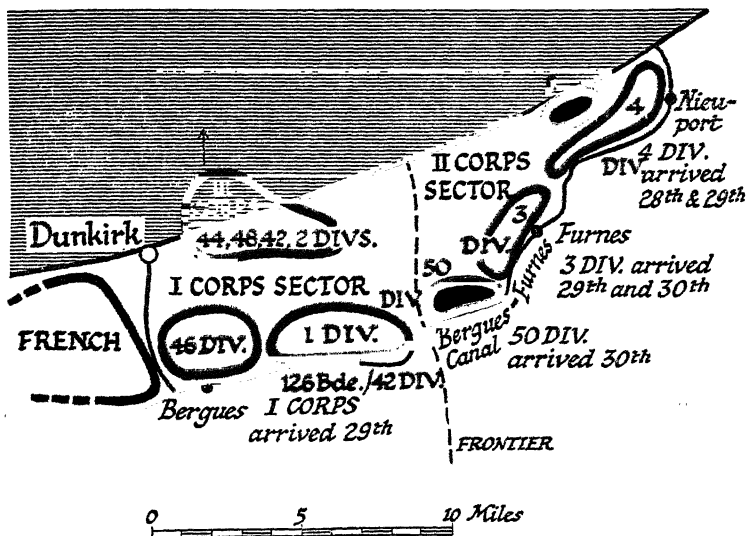 4
Nieu-
port
DIV.
4 DIV.
arrived
28th & 29th
II CORPS
SECTOR
3
DIV.
Furnes
3 DIV. arrived
29th and 30th
50
DIV.
Bergues - Furnes
Canal
50 DIV.
arrived 30th
Dunkirk
44, 48, 42, 2 DIVS.
I CORPS SECTOR
FRENCH
46 DIV.
1 DIV.
126 Bde./42 DIV.
Bergues
I CORPS
arrived 29th
FRONTIER
0 5 10 Miles